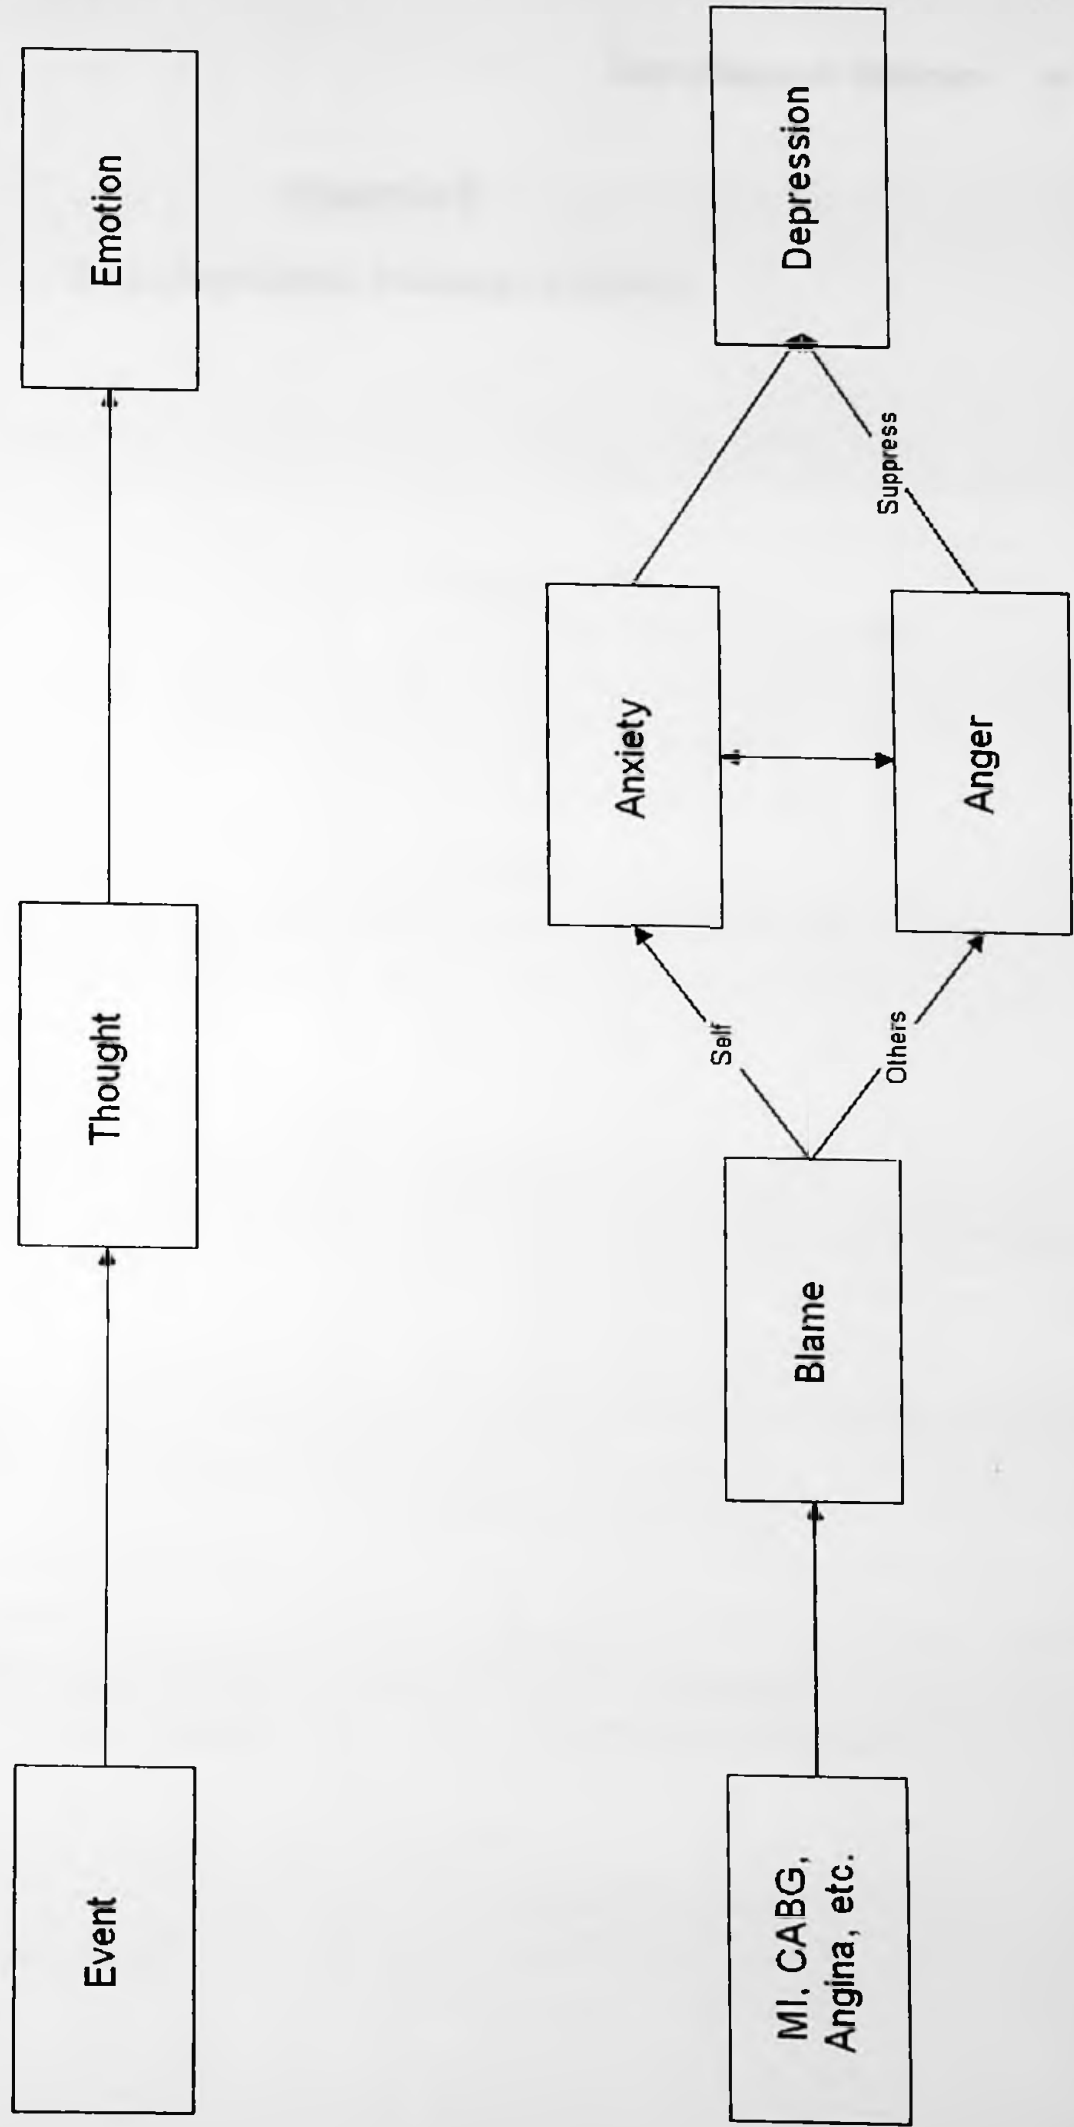 Event
Thought
Emotion
MI, CABG,
Angina, etc.
Blame
Self
Others
Anxiety
Anger
Suppress
Depression